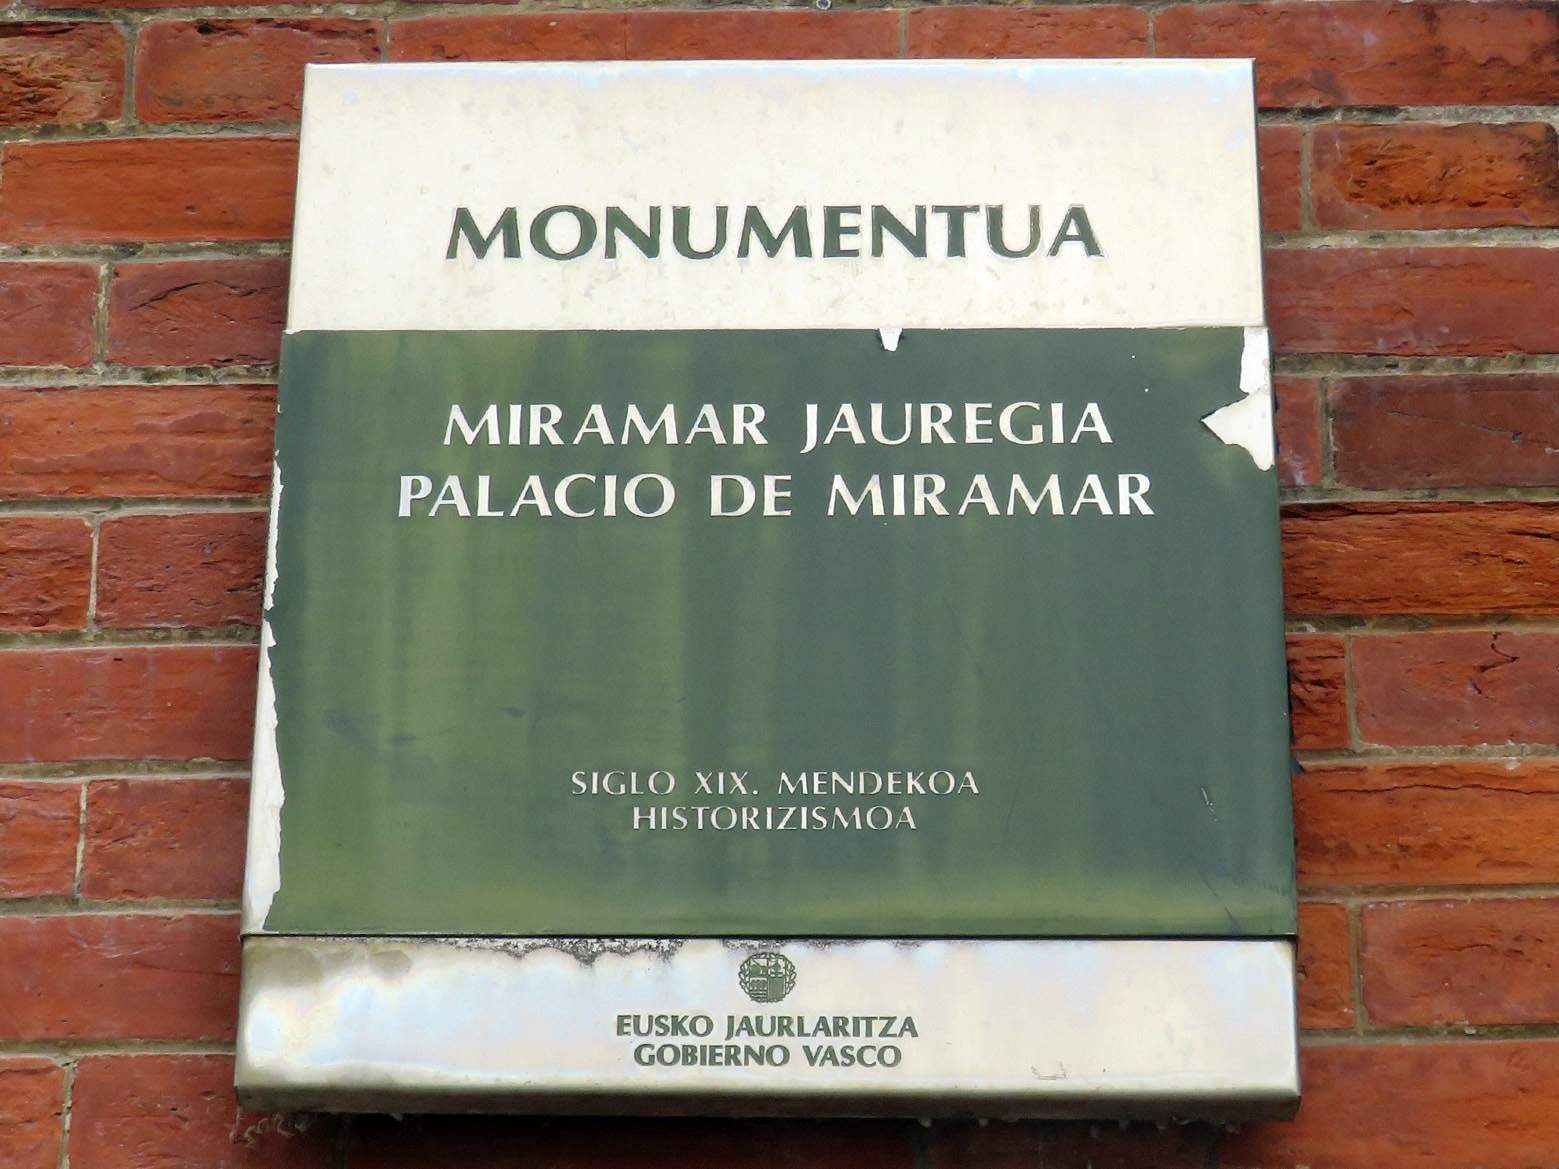 MONUMENTUA
MIRAMAR JAUREGIA
PALACIO DE MIRAMAR
SIGLO XIX. MENDEKOA
HISTORIZISMOA
EUSKO JAURLARITZA
GOBIERNO VASCO